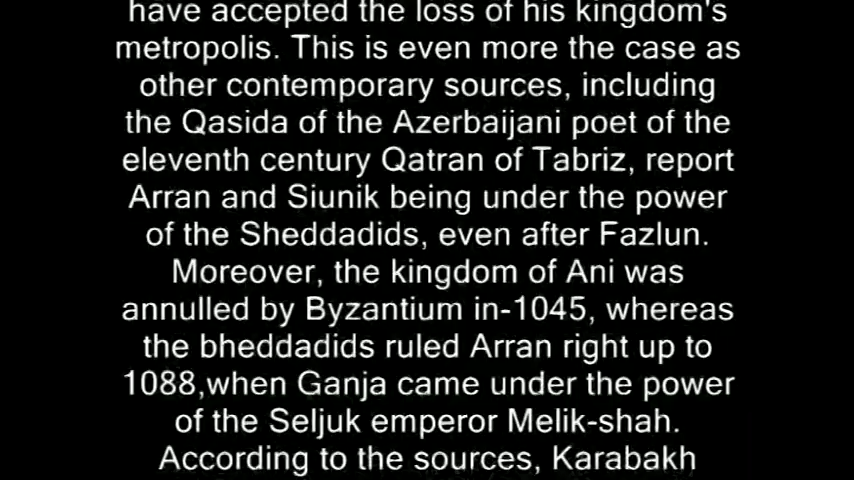 have accepted the loss of his kingdom's
metropolis. This is even more the case as
other contemporary sources, including
the Qasida of the Azerbaijani poet of the
eleventh century Qatran of Tabriz, report
Arran and Siunik being under the power
of the Sheddadids, even after Fazlun.
Moreover, the kingdom of Ani was
annulled by Byzantium in-1045, whereas
the bheddadids ruled Arran right up to
1088,when Ganja came under the power
of the Seljuk emperor Melik-shah.
According to the sources, Karabakh